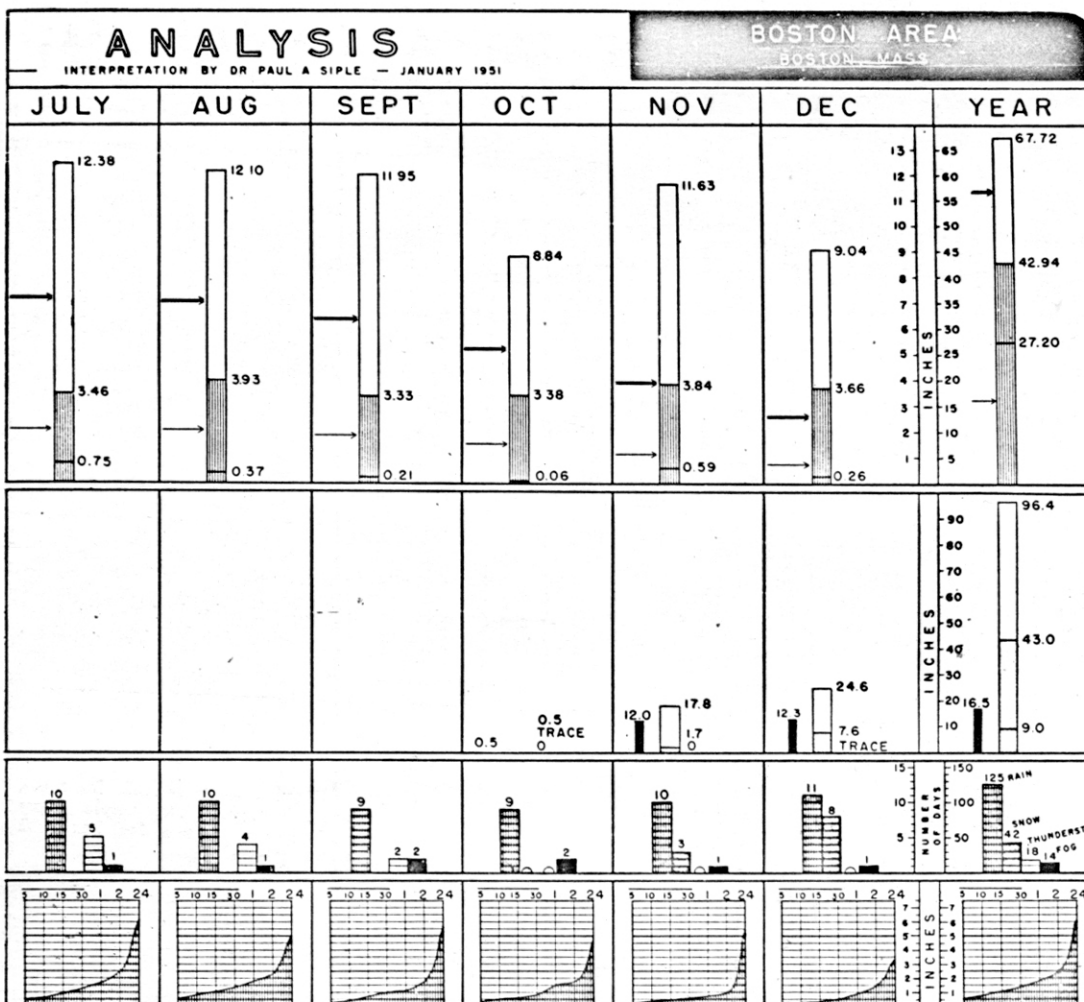 ANALYSIS
INTERPRETATION BY DR PAUL A SIPLE — JANUARY 1951
BOSTON AREA
BOSTON MASS
JULY AUG SEPT OCT NOV DEC YEAR
12.38 3.46 0.75
12 10 3.93 0.37
11 95 3.33 0.21
8.84 3 38 0.06
11.63 3.84 0.59
9.04 3.66 0.26
13 12 11 10 9 8 7 6 5 4 3 2 1
INCHES
65 60 55 50 45 40 35 30 25 20 15 10 5
67.72 42.94 27.20
0.5
0.5
TRACE
0
12.0 17.8 1.7 0
12.3 24.6 7.6 TRACE
INCHES
90 80 70 60 50 40 30 20 10
16.5 96.4 43.0 9.0
10 5 1
10 4 1
9 2 2
9 2
10 3 1
11 8 1
15 10 5
NUMBER OF DAYS
150 100 50
125 RAIN
42 SNOW
18 THUNDERST
14 FOG
5 10 15 30 1 2 24
5 10 15 30 1 2 24
5 10 15 30 1 2 24
5 10 15 30 1 2 24
5 10 15 30 1 2 24
5 10 15 30 1 2 24
7 6 5 4 3 2 1
INCHES
7 6 5 4 3 2 1
5 10 15 30 1 2 24